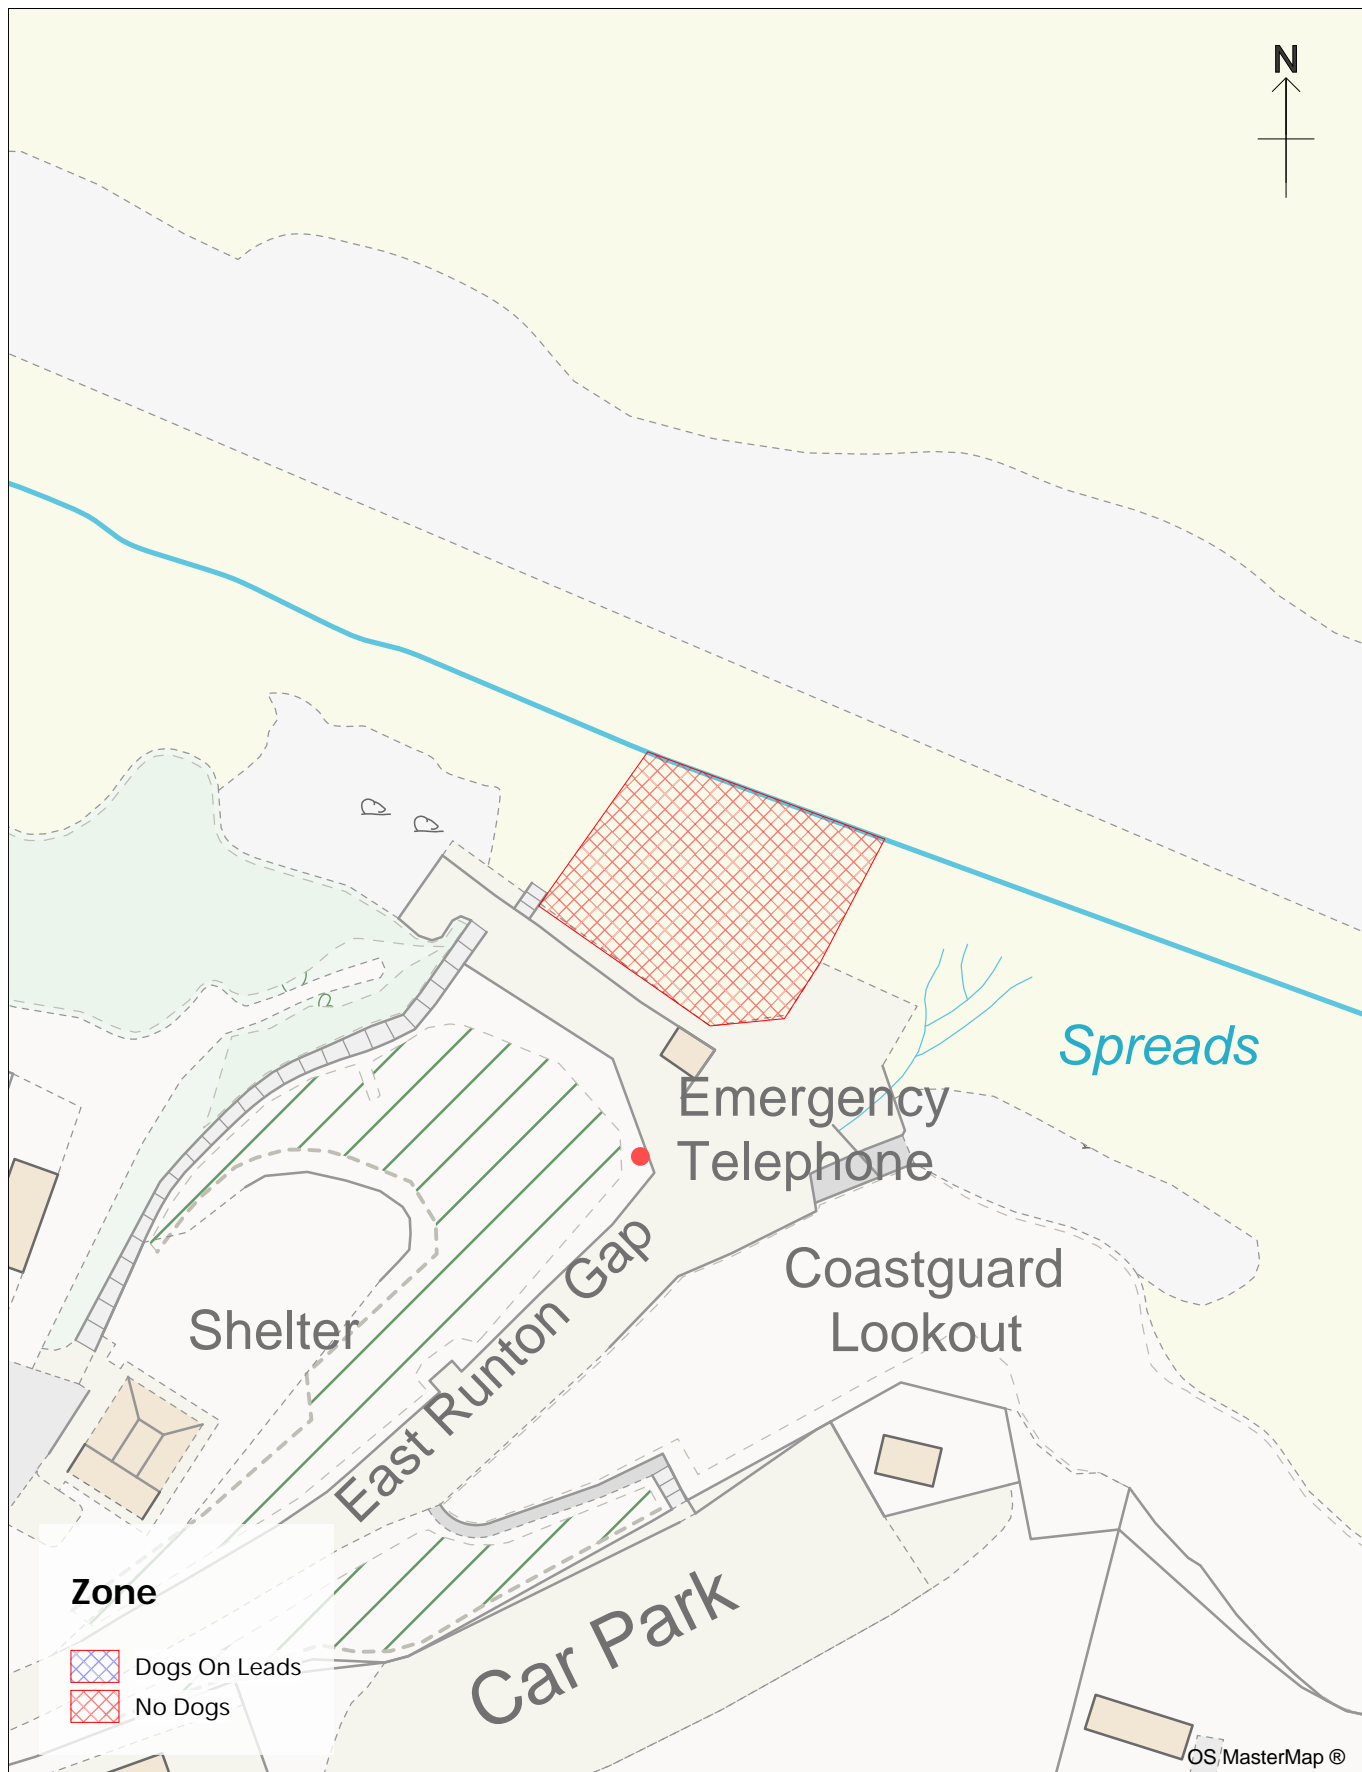 N
Spreads
Emergency
Telephone
Coastguard
Lookout
Shelter
East Runton Gap
Car Park
Zone
Dogs On Leads
No Dogs
OS MasterMap ®